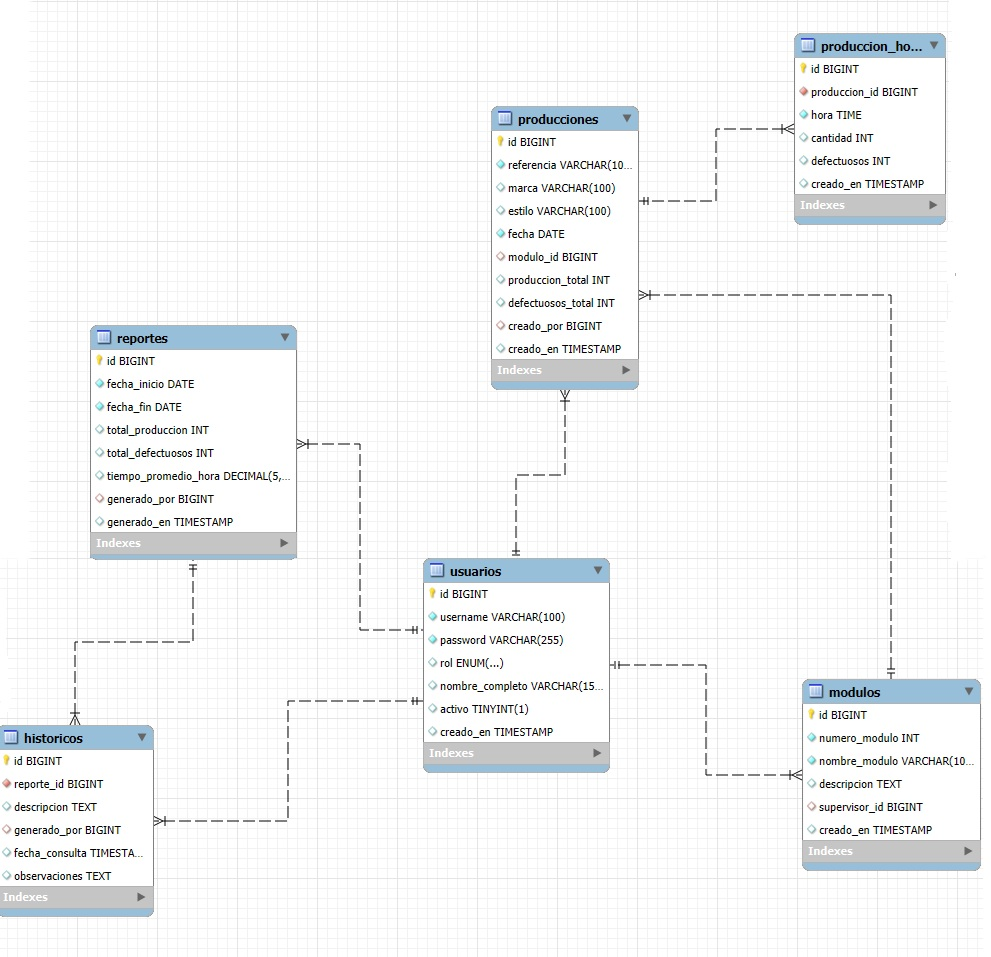 produccion_ho...
id BIGINT
produccion_id BIGINT
hora TIME
cantidad INT
defectuosos INT
creado_en TIMESTAMP
Indexes
producciones
id BIGINT
referencia VARCHAR(10...
marca VARCHAR(100)
estilo VARCHAR(100)
fecha DATE
modulo_id BIGINT
produccion_total INT
defectuosos_total INT
creado_por BIGINT
creado_en TIMESTAMP
Indexes
reportes
id BIGINT
fecha_inicio DATE
fecha_fin DATE
total_produccion INT
total_defectuosos INT
tiempo_promedio_hora DECIMAL(5,...
generado_por BIGINT
generado_en TIMESTAMP
Indexes
usuarios
id BIGINT
username VARCHAR(100)
password VARCHAR(255)
rol ENUM(...)
nombre_completo VARCHAR(15...
activo TINYINT(1)
creado_en TIMESTAMP
Indexes
modulos
id BIGINT
numero_modulo INT
nombre_modulo VARCHAR(10...
descripcion TEXT
supervisor_id BIGINT
creado_en TIMESTAMP
Indexes
historicos
id BIGINT
reporte_id BIGINT
descripcion TEXT
generado_por BIGINT
fecha_consulta TIMESTA...
observaciones TEXT
Indexes